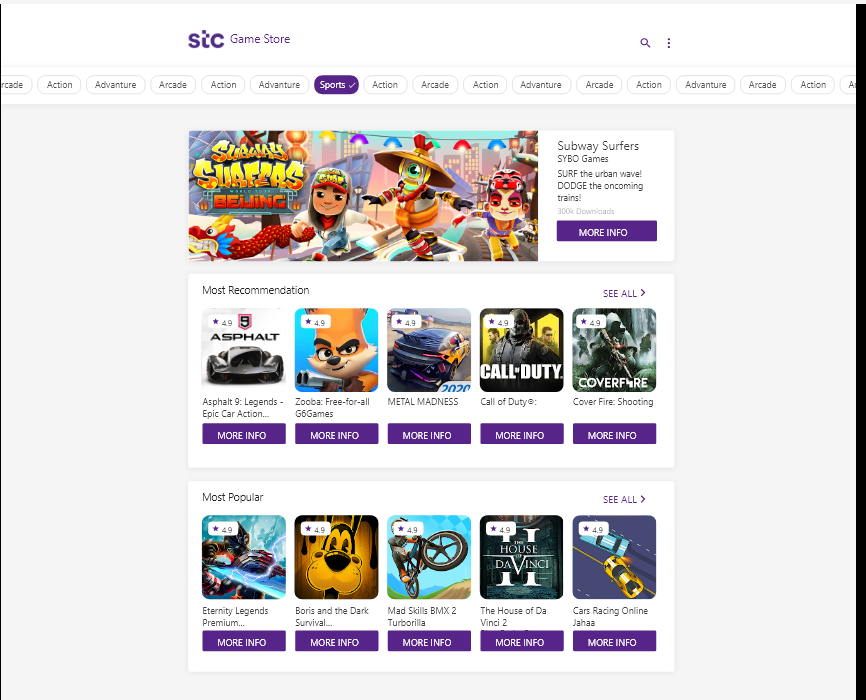 stc Game Store
rcade Action Advanture Arcade Action Advanture Sports Action Arcade Action Advanture Arcade Action Advanture Arcade Action
SUBWAY
SURFERS
WORLD TOUR
BEIJING
Subway Surfers
SYBO Games
SURF the urban wave!
DODGE the oncoming
trains!
300k Downloads
MORE INFO
Most Recommendation
SEE ALL
4.9 4.9 4.9 4.9 4.9
9
ASPHALT
2020
CALL OF DUTY
COVERFIRE
Asphalt 9: Legends - Zooba: Free-for-all METAL MADNESS Call of Duty®: Cover Fire: Shooting
Epic Car Action... G6Games
MORE INFO MORE INFO MORE INFO MORE INFO MORE INFO
Most Popular
SEE ALL
4.9 4.9 4.9 4.9 4.9
THE
HOUSE
OF
DA VINCI
II
Eternity Legends Boris and the Dark Mad Skills BMX 2 The House of Da Cars Racing Online
Premium... Survival... Turborilla Vinci 2 Jahaa
MORE INFO MORE INFO MORE INFO MORE INFO MORE INFO